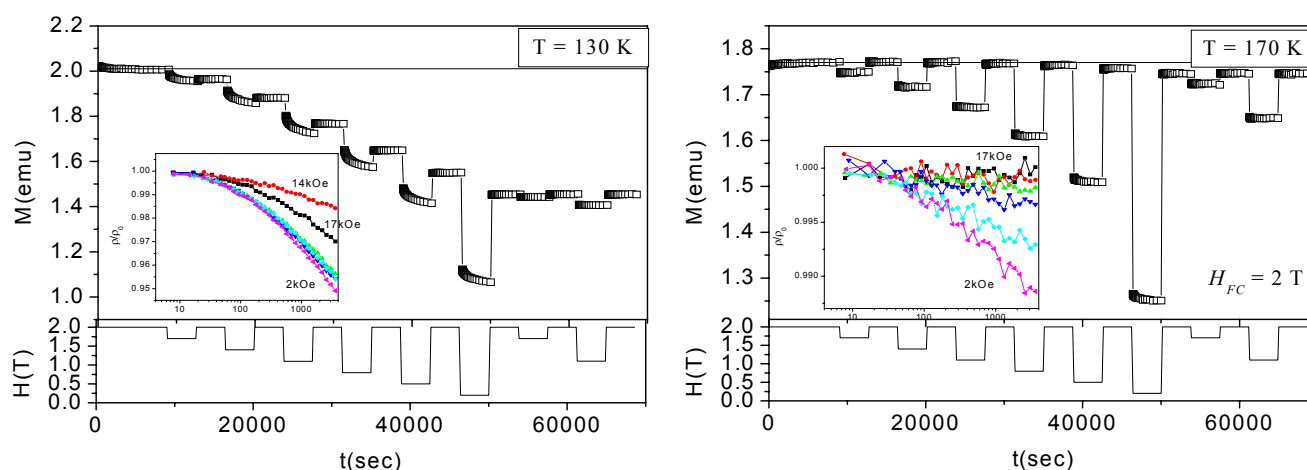 T = 130 K
M(emu)
2.2
2.0
1.8
1.6
1.4
1.2
1.0
ρ/ρ0
1.00
0.99
0.98
0.97
0.96
0.95
14kOe
17kOe
2kOe
10 100 1000
H(T)
2.0
1.5
1.0
0.5
0.0
0 20000 40000 60000
t(sec)
T = 170 K
M(emu)
1.8
1.7
1.6
1.5
1.4
1.3
ρ/ρ0
1.000
0.995
0.990
17kOe
2kOe
10 100 1000
H_FC = 2 T
H(T)
2.0
1.5
1.0
0.5
0.0
0 20000 40000 60000
t(sec)